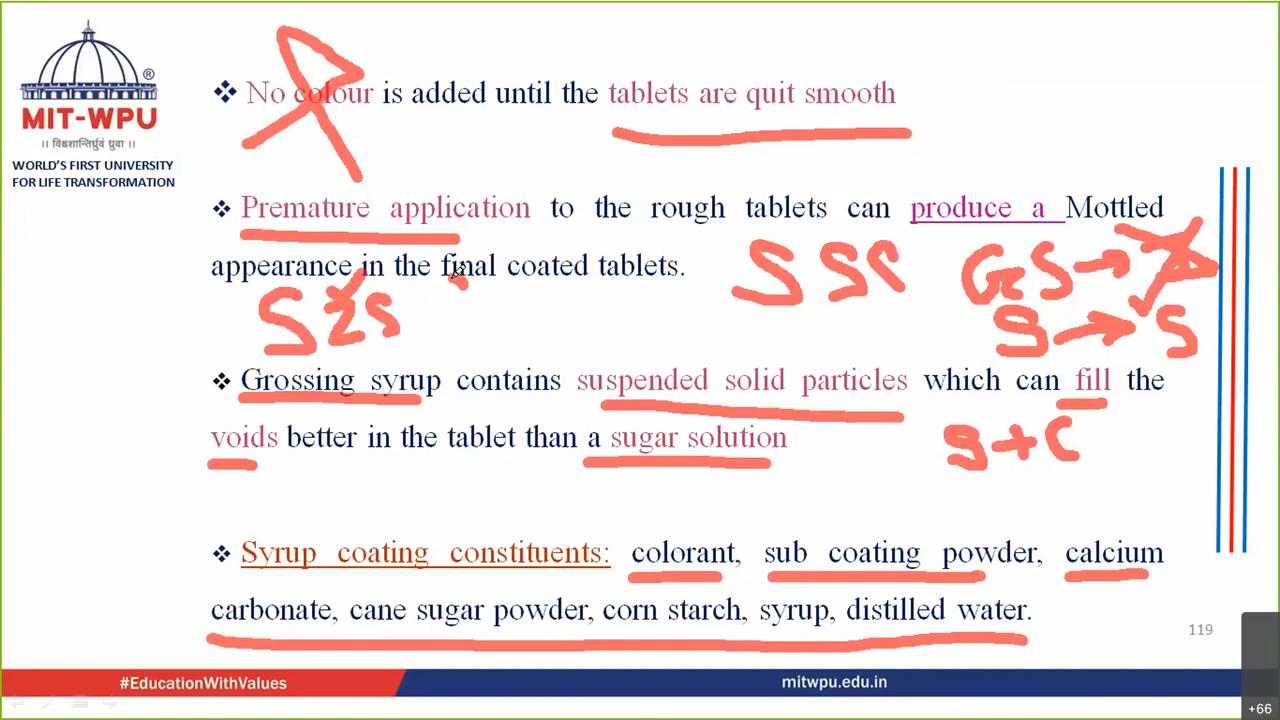 MIT-WPU
®
।। विश्वशान्तिर्ध्रुवं ध्रुवा ।।
WORLD'S FIRST UNIVERSITY
FOR LIFE TRANSFORMATION
❖ No colour is added until the tablets are quit smooth
❖ Premature application to the rough tablets can produce a Mottled
appearance in the final coated tablets.
S SS
GS →
S → S
❖ Grossing syrup contains suspended solid particles which can fill the
voids better in the tablet than a sugar solution
S + C
❖ Syrup coating constituents: colorant, sub coating powder, calcium
carbonate, cane sugar powder, corn starch, syrup, distilled water.
119
#EducationWithValues
mitwpu.edu.in
+66